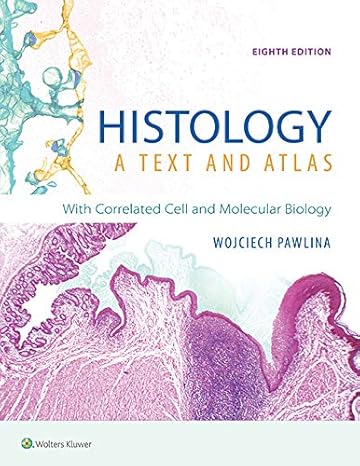 EIGHTH EDITION
HISTOLOGY
A TEXT AND ATLAS
With Correlated Cell and Molecular Biology
WOJCIECH PAWLINA
Wolters Kluwer